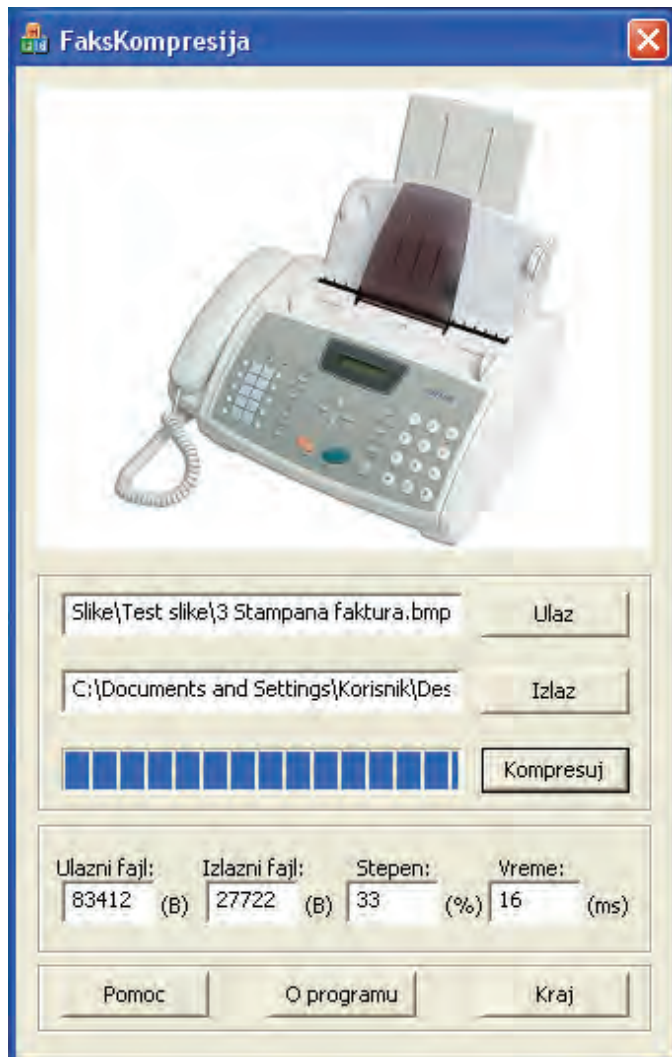 FaksKompresija
Slike\Test slike\3 Stampana faktura.bmp
Ulaz
C:\Documents and Settings\Korisnik\Des
Izlaz
Kompresuj
Ulazni fajl: Izlazni fajl: Stepen: Vreme:
83412 (B) 27722 (B) 33 (%) 16 (ms)
Pomoc O programu Kraj